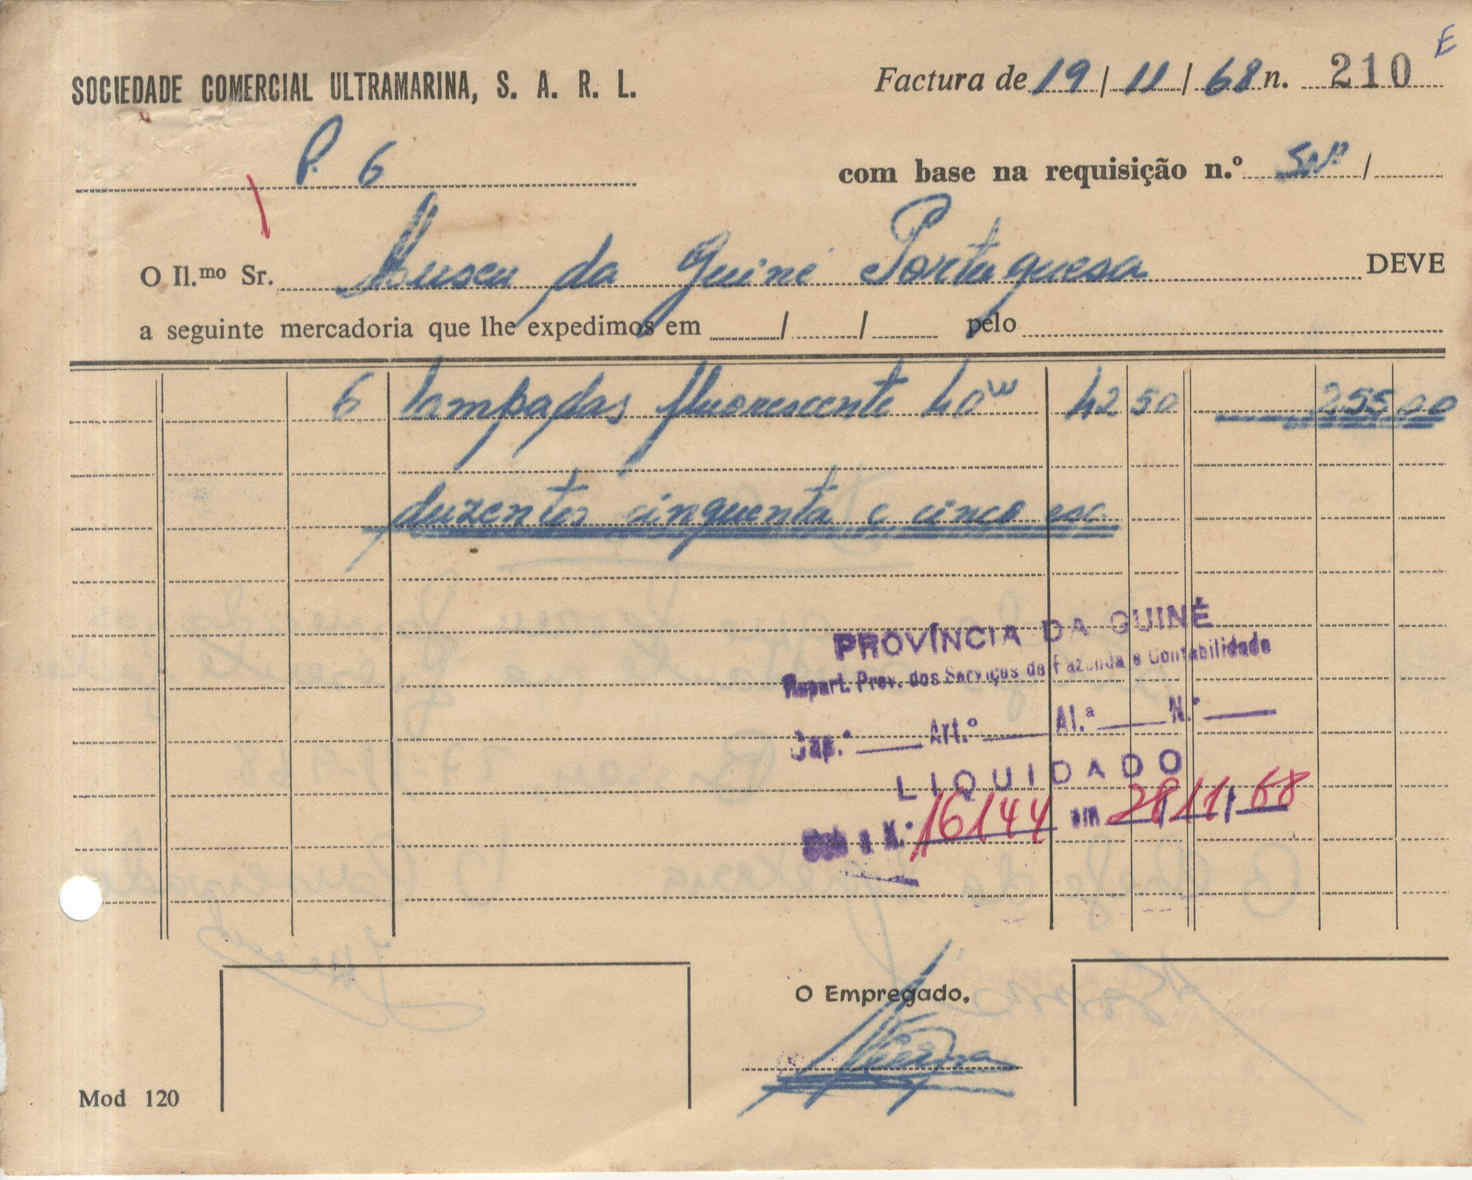 E
SOCIEDADE COMERCIAL ULTRAMARINA, S. A. R. L.
Factura de 19/11/68 n. 210
P. 6
com base na requisição n.º S/Nº /
O Il.mo Sr. Museu da Guiné Portuguesa DEVE
a seguinte mercadoria que lhe expedimos em / / pelo
6 lampadas fluorescente 40w 42 50 255,00
duzentos cinquenta e cinco esc.
PROVÍNCIA DA GUINÉ
Repart. Prov. dos Serviços de Fazenda e Contabilidade
Cap.º Art.º Al.ª N.º
LIQUIDADO
Sob o N.º 16144 em 28/11/68
O Empregado,
Mod 120